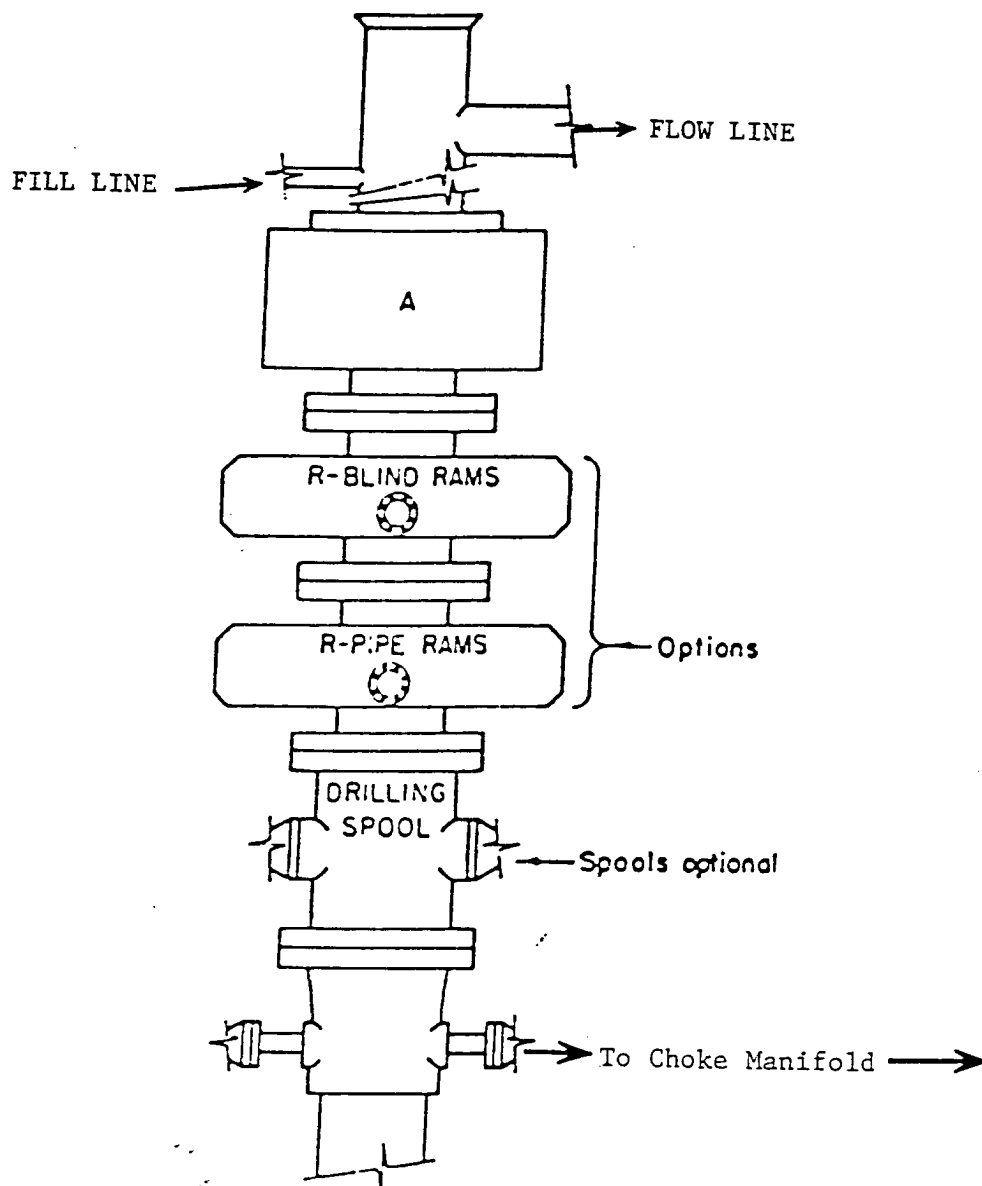 FLOW LINE
FILL LINE
A
R-BLIND RAMS
R-PIPE RAMS
Options
DRILLING
SPOOL
Spools optional
To Choke Manifold